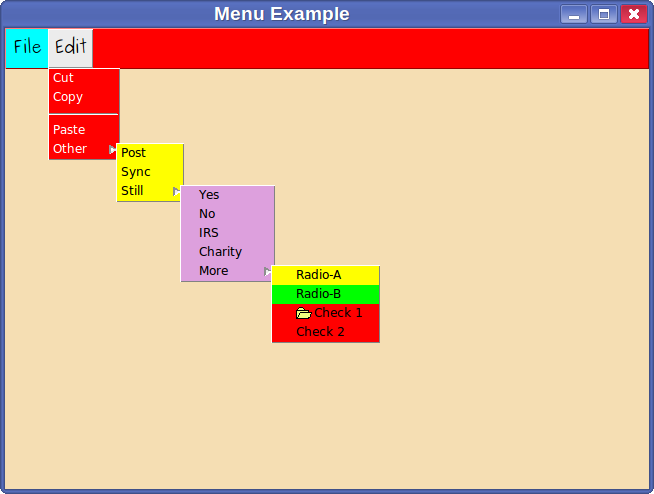 Menu Example
File Edit
Cut
Copy
Paste
Other
Post
Sync
Still
Yes
No
IRS
Charity
More
Radio-A
Radio-B
Check 1
Check 2